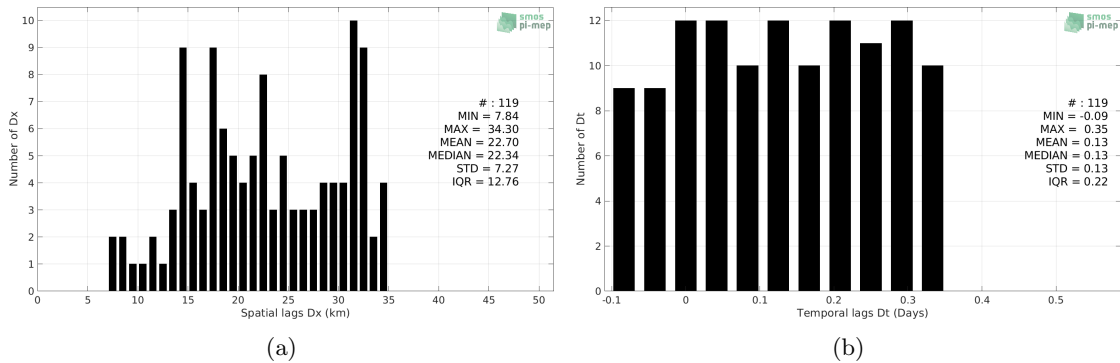 smos
pi-mep
10
9
8
7
6
5
4
3
2
1
0
Number of Dx
# : 119
MIN = 7.84
MAX = 34.30
MEAN = 22.70
MEDIAN = 22.34
STD = 7.27
IQR = 12.76
0 5 10 15 20 25 30 35 40 45 50
Spatial lags Dx (km)
(a)
smos
pi-mep
12
10
8
6
4
2
0
Number of Dt
# : 119
MIN = -0.09
MAX = 0.35
MEAN = 0.13
MEDIAN = 0.13
STD = 0.13
IQR = 0.22
-0.1 0 0.1 0.2 0.3 0.4 0.5
Temporal lags Dt (Days)
(b)